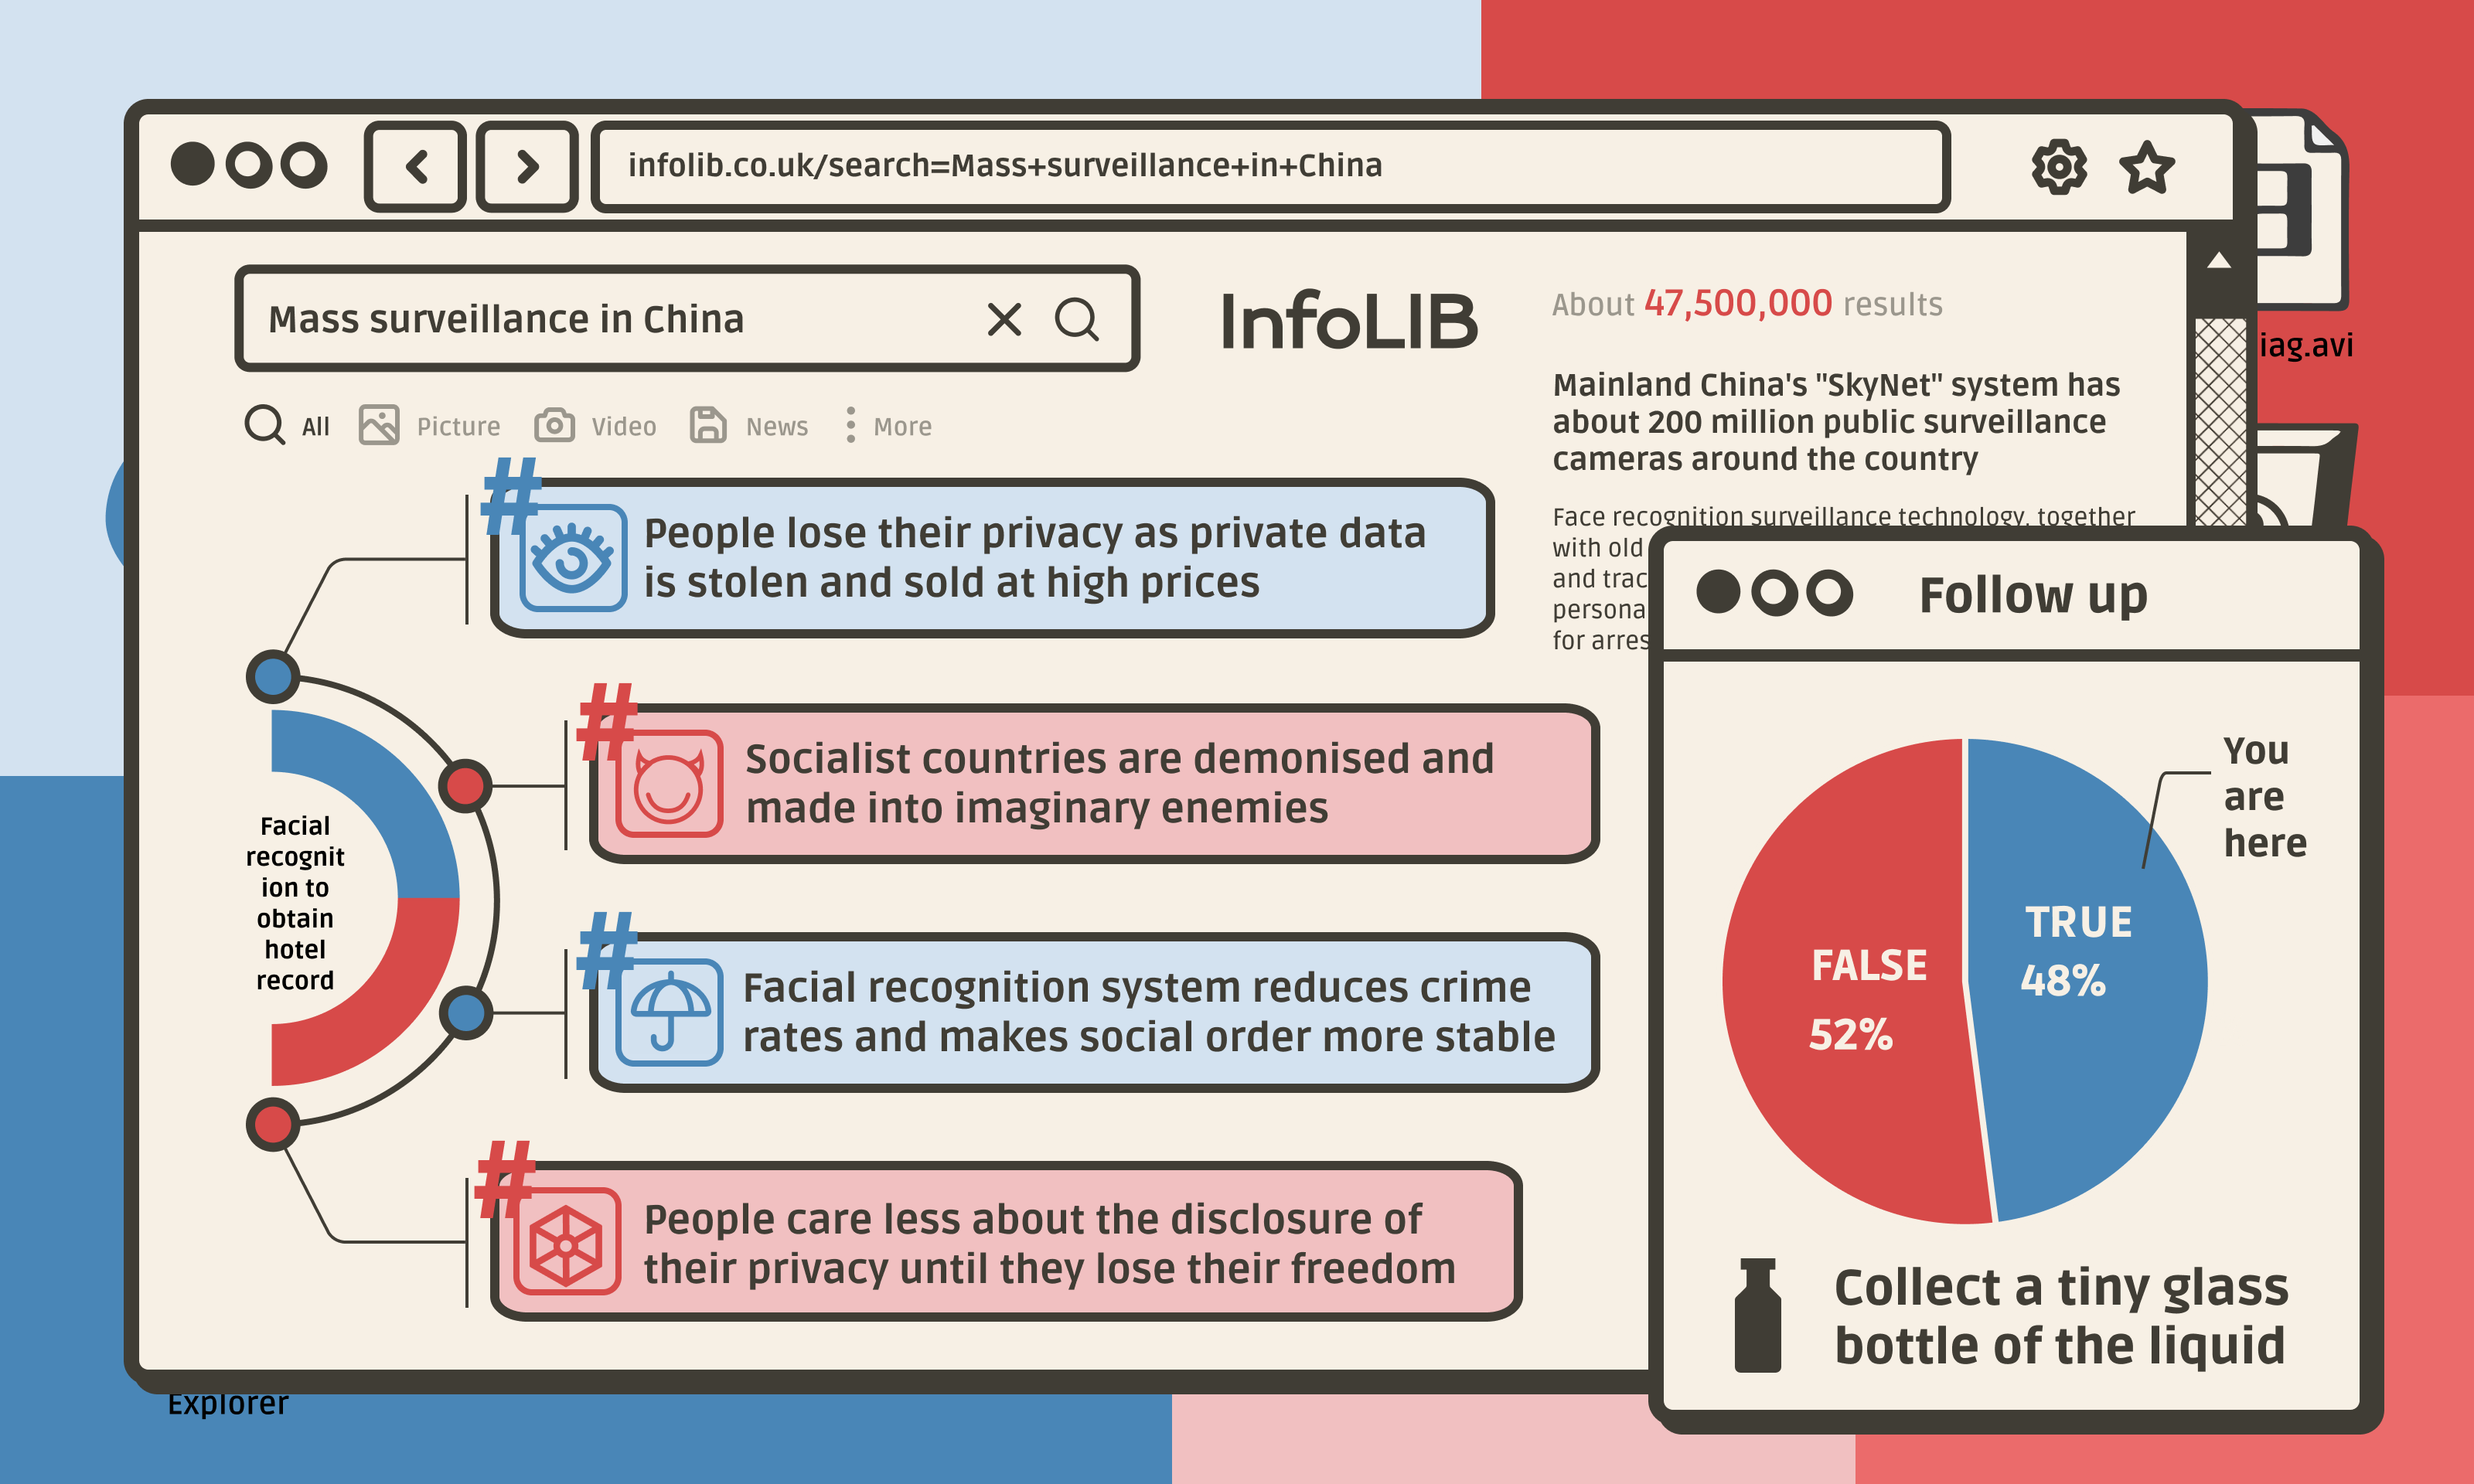 infolib.co.uk/search=Mass+surveillance+in+China
Mass surveillance in China
InfoLIB
About 47,500,000 results
All Picture Video News More
Mainland China's "SkyNet" system has
about 200 million public surveillance
cameras around the country
Face recognition surveillance technology, together
with old
and trac
persona
for arres
People lose their privacy as private data
is stolen and sold at high prices
Socialist countries are demonised and
made into imaginary enemies
Facial
recognit
ion to
obtain
hotel
record
Facial recognition system reduces crime
rates and makes social order more stable
People care less about the disclosure of
their privacy until they lose their freedom
Follow up
You
are
here
TRUE
48%
FALSE
52%
Collect a tiny glass
bottle of the liquid
iag.avi
Explorer